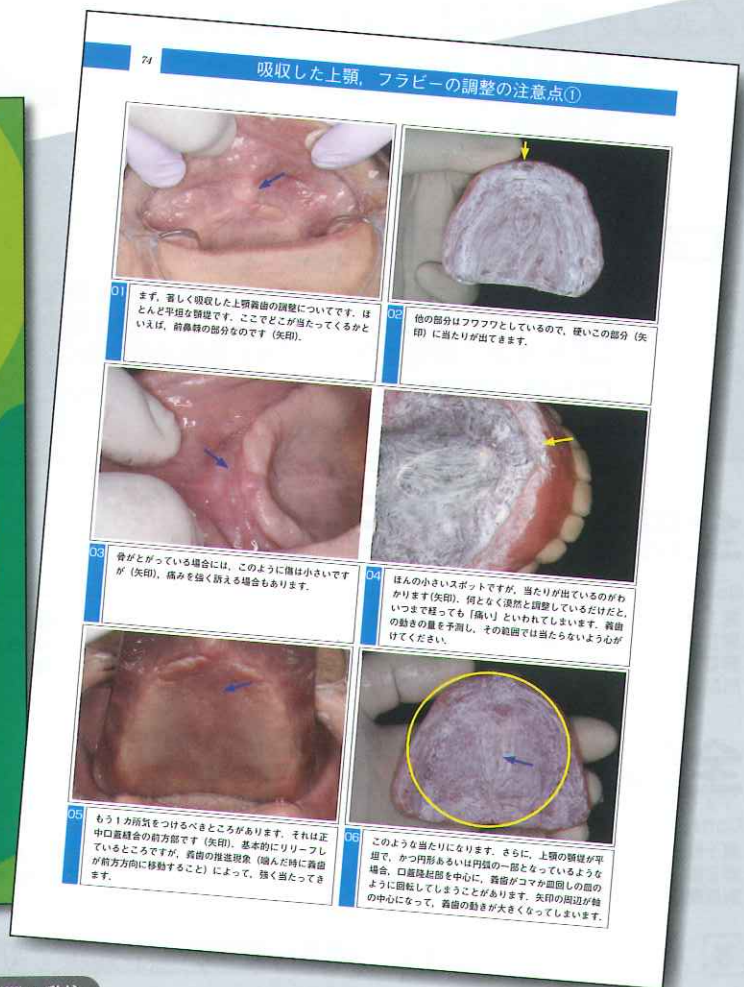 74
吸収した上顎，フラビーの調整の注意点①
01
まず，著しく吸収した上顎義歯の調整についてです．ほ
とんど平坦な顎堤です．ここでどこが当たってくるかと
いえば，前鼻棘の部分なのです（矢印）．
02
他の部分はフワフワとしているので，硬いこの部分（矢
印）に当たりが出てきます．
03
骨がとがっている場合には，このように傷は小さいです
が（矢印），痛みを強く訴える場合もあります．
04
ほんの小さいスポットですが，当たりが出ているのがわ
かります（矢印）．何となく漠然と調整しているだけだと，
いつまで経っても「痛い」といわれてしまいます．義歯
の動きの量を予測し，その範囲では当たらないよう心が
けてください．
05
もう1カ所気をつけるべきところがあります．それは正
中口蓋縫合の前方部です（矢印）．基本的にリリーフし
ているところですが，義歯の推進現象（噛んだ時に義歯
が前方方向に移動すること）によって，強く当たってき
ます．
06
このような当たりになります．さらに，上顎の顎堤が平
坦で，かつ円形あるいは円弧の一部となっているような
場合，口蓋隆起部を中心に，義歯がコマか皿回しの皿の
ように回転してしまうことがあります．矢印の周辺が軸
の中心になって，義歯の動きが大きくなってしまいます．